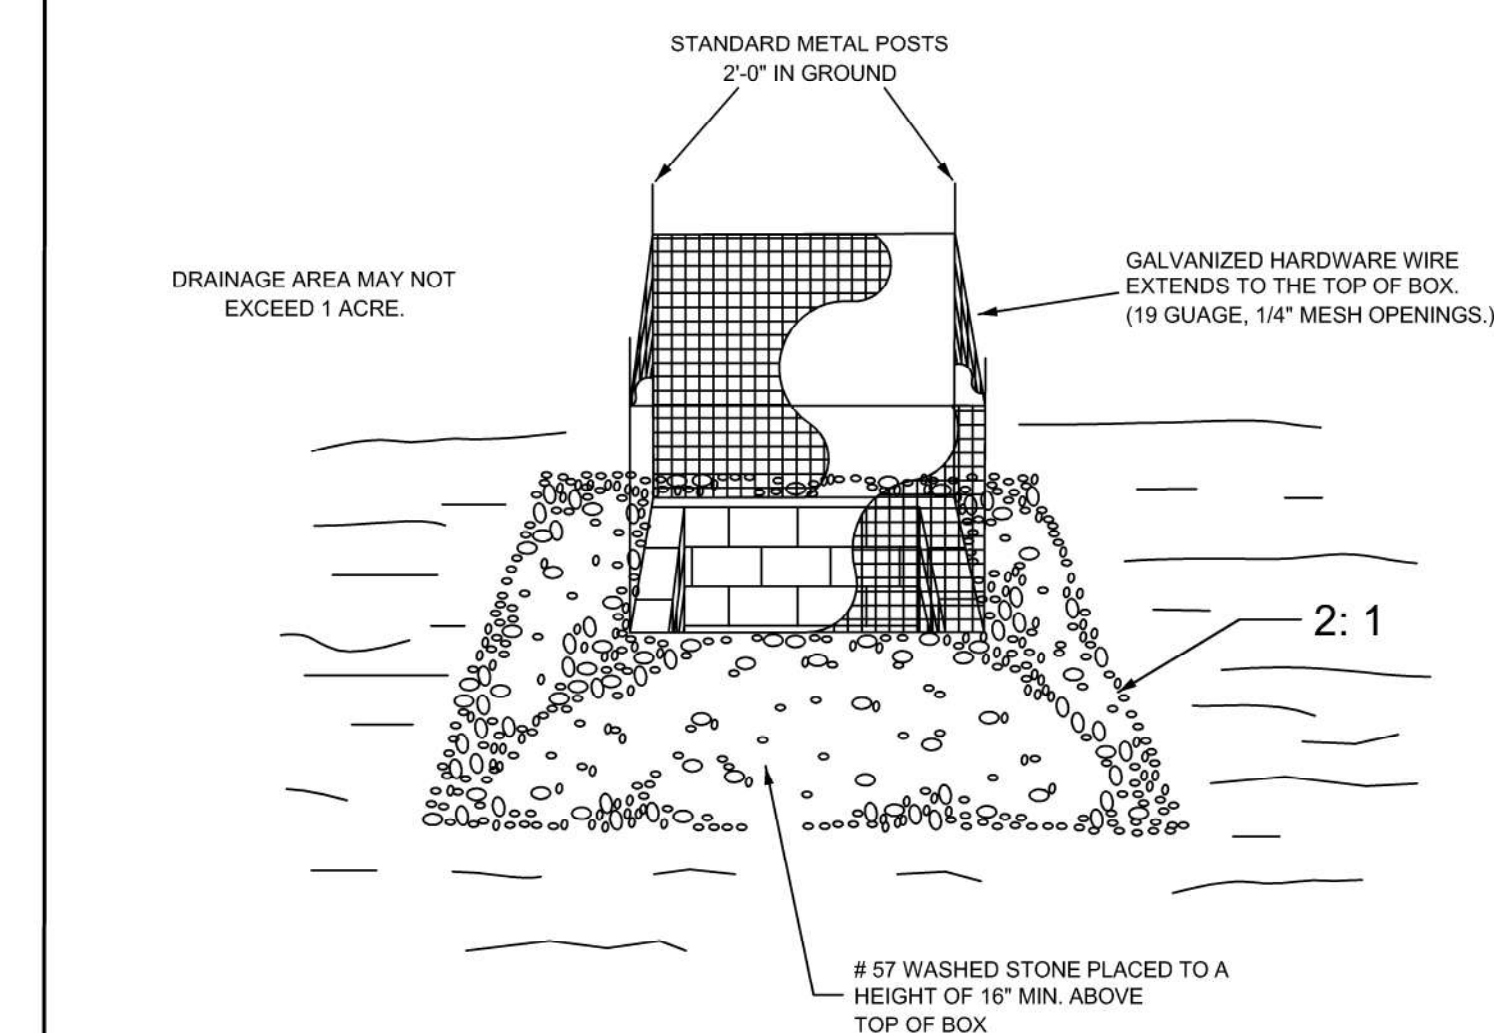 STANDARD METAL POSTS
2'-0" IN GROUND
DRAINAGE AREA MAY NOT
EXCEED 1 ACRE.
GALVANIZED HARDWARE WIRE
EXTENDS TO THE TOP OF BOX.
(19 GUAGE, 1/4" MESH OPENINGS.)
2: 1
# 57 WASHED STONE PLACED TO A
HEIGHT OF 16" MIN. ABOVE
TOP OF BOX